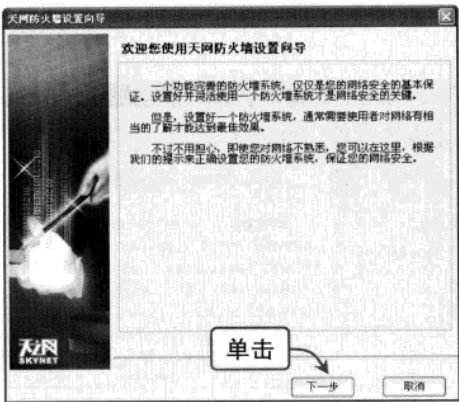 天网防火墙设置向导
欢迎您使用天网防火墙设置向导
一个功能完善的防火墙系统，仅仅是您的网络安全的基本保
证。设置好并灵活使用一个防火墙系统才是网络安全的关键。
但是，设置好一个防火墙系统，通常需要使用者对网络有相
当的了解才能达到最佳效果。
不过不用担心，即使您对网络不熟悉，您可以在这里，根据
我们的提示来正确设置您的防火墙系统，保证您的网络安全。
天网
SKYNET
单击
下一步
取消